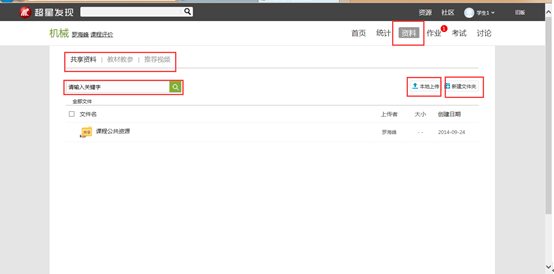 超星发现 资源 社区 学生1 旧版
机械 罗海峰 课程评价 首页 统计 资料 作业 1 考试 讨论
共享资料 | 教材教参 | 推荐视频
请输入关键字 本地上传 新建文件夹
全部文件
文件名 上传者 大小 创建日期
课程公共资源 罗海峰 - - 2014-09-24